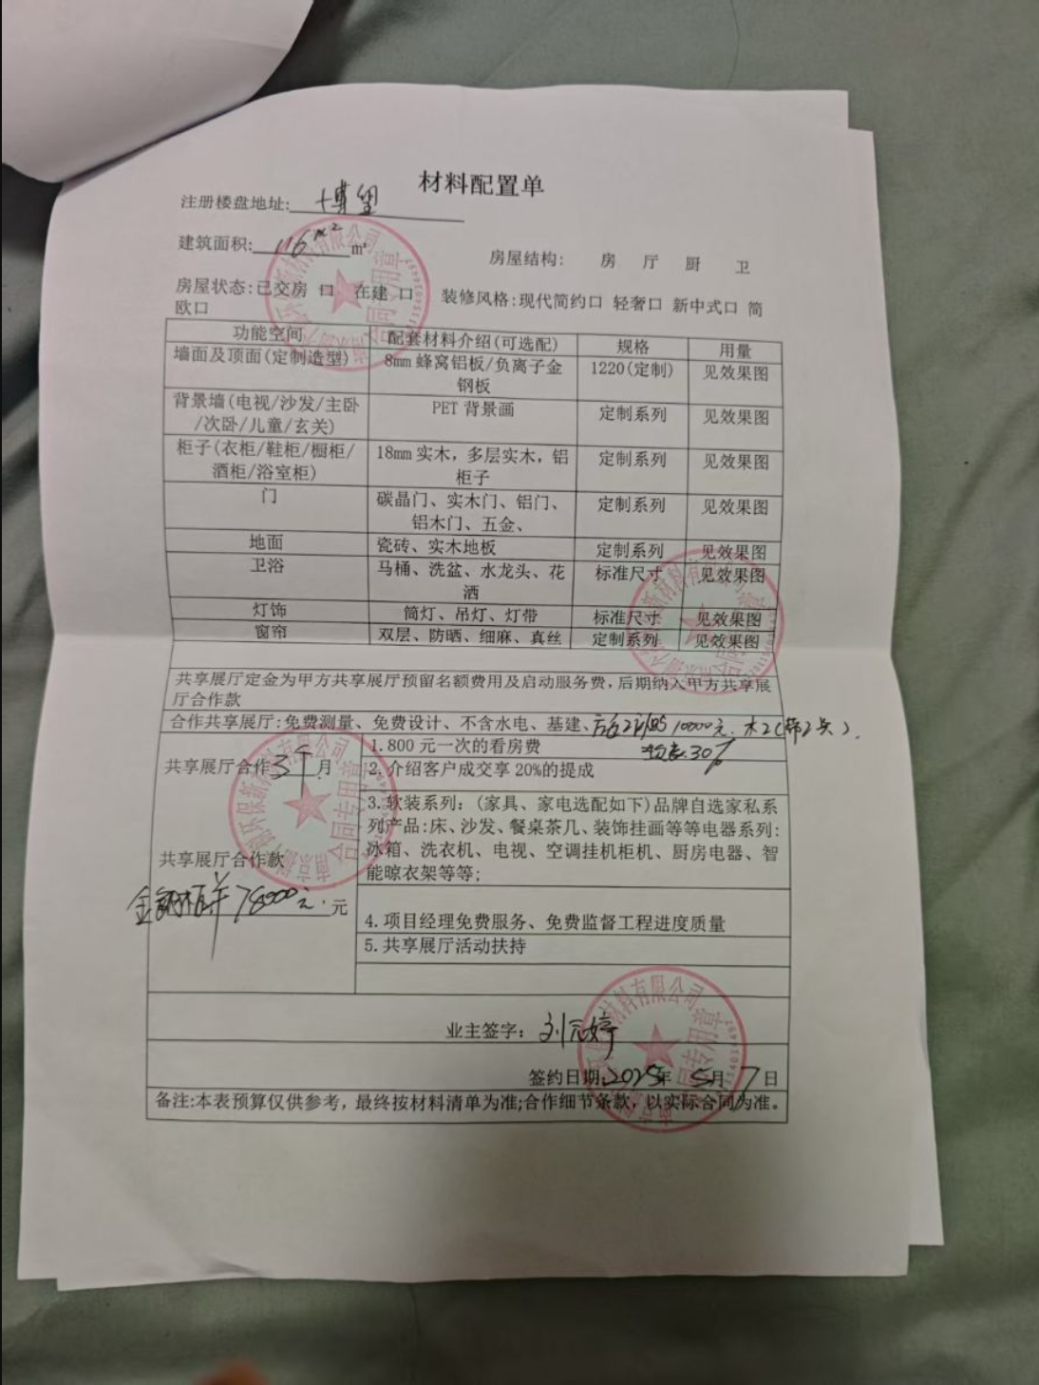 材料配置单
注册楼盘地址:博玺
建筑面积:116m² m²
房屋结构: 房 厅 厨 卫
房屋状态:已交房 口 在建 口 装修风格:现代简约口 轻奢口 新中式口 简
欧口
功能空间 配套材料介绍(可选配) 规格 用量
墙面及顶面(定制造型) 8mm 蜂窝铝板/负离子金 1220(定制) 见效果图
钢板
背景墙(电视/沙发/主卧 PET 背景画 定制系列 见效果图
/次卧/儿童/玄关)
柜子(衣柜/鞋柜/橱柜/ 18mm 实木,多层实木,铝 定制系列 见效果图
酒柜/浴室柜) 柜子
门 碳晶门、实木门、铝门、 定制系列 见效果图
铝木门、五金、
地面 瓷砖、实木地板 定制系列 见效果图
卫浴 马桶、洗盆、水龙头、花 标准尺寸 见效果图
洒
灯饰 筒灯、吊灯、灯带 标准尺寸 见效果图
窗帘 双层、防晒、细麻、真丝 定制系列 见效果图
共享展厅定金为甲方共享展厅预留名额费用及启动服务费,后期纳入甲方共享展
厅合作款
合作共享展厅:免费测量、免费设计、不含水电、基建、 10000元.
30%
共享展厅合作 月
1.800 元一次的看房费
2.介绍客户成交享 20%的提成
3.软装系列:(家具、家电选配如下)品牌自选家私系
列产品:床、沙发、餐桌茶几、装饰挂画等等电器系列:
冰箱、洗衣机、电视、空调挂机柜机、厨房电器、智
能晾衣架等等;
共享展厅合作款
78000元. 元
4.项目经理免费服务、免费监督工程进度质量
5.共享展厅活动扶持
业主签字:
签约日期:2025年 5月 7日
备注:本表预算仅供参考,最终按材料清单为准;合作细节条款,以实际合同为准。